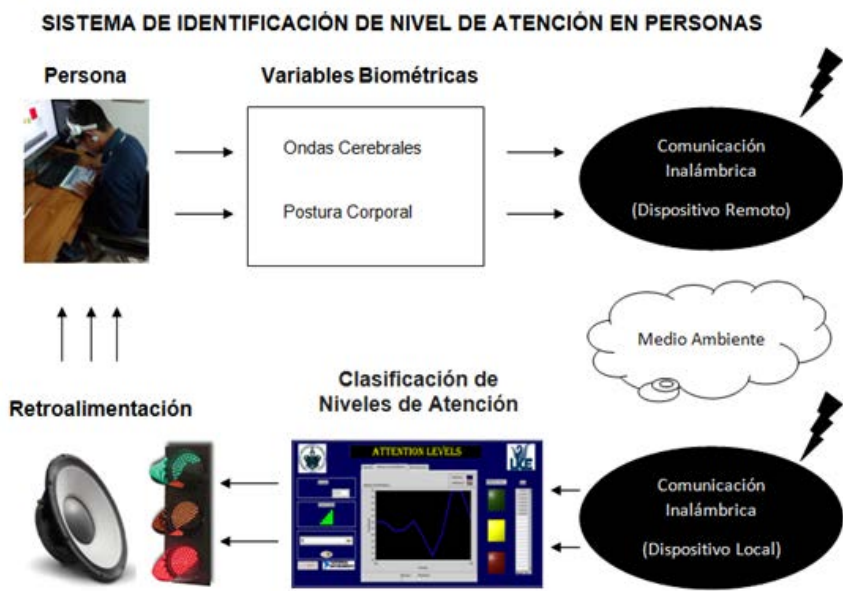 SISTEMA DE IDENTIFICACIÓN DE NIVEL DE ATENCIÓN EN PERSONAS
Persona
Variables Biométricas
Ondas Cerebrales
Postura Corporal
Comunicación
Inalámbrica
(Dispositivo Remoto)
Medio Ambiente
Retroalimentación
Clasificación de
Niveles de Atención
ATTENTION LEVELS
Comunicación
Inalámbrica
(Dispositivo Local)